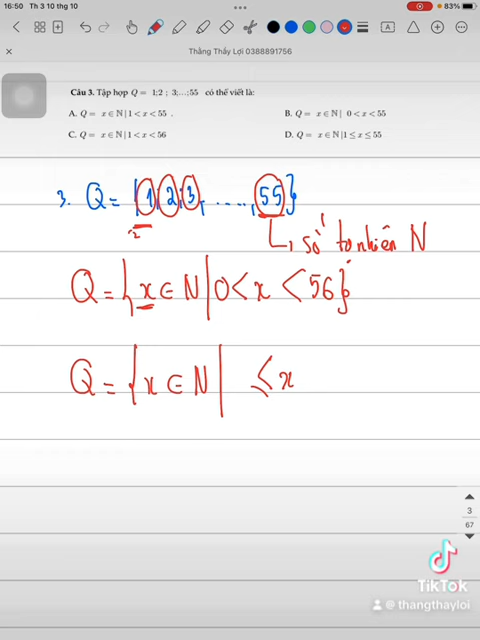 16:50 Th 3 10 thg 10
83%
Thằng Thầy Lợi 0388891756
Câu 3. Tập hợp Q = 1;2 ; 3;...;55 có thể viết là:
A. Q = x ∈ ℕ | 1 < x < 55 .
B. Q = x ∈ ℕ | 0 < x < 55
C. Q = x ∈ ℕ | 1 < x < 56
D. Q = x ∈ ℕ | 1 ≤ x ≤ 55
3. Q = {1,2,3, ....., 55}
số tự nhiên N
Q = {x ∈ N | 0 < x < 56}
Q = {x ∈ N | ≤ x
3
67
TikTok
@thangthayloi